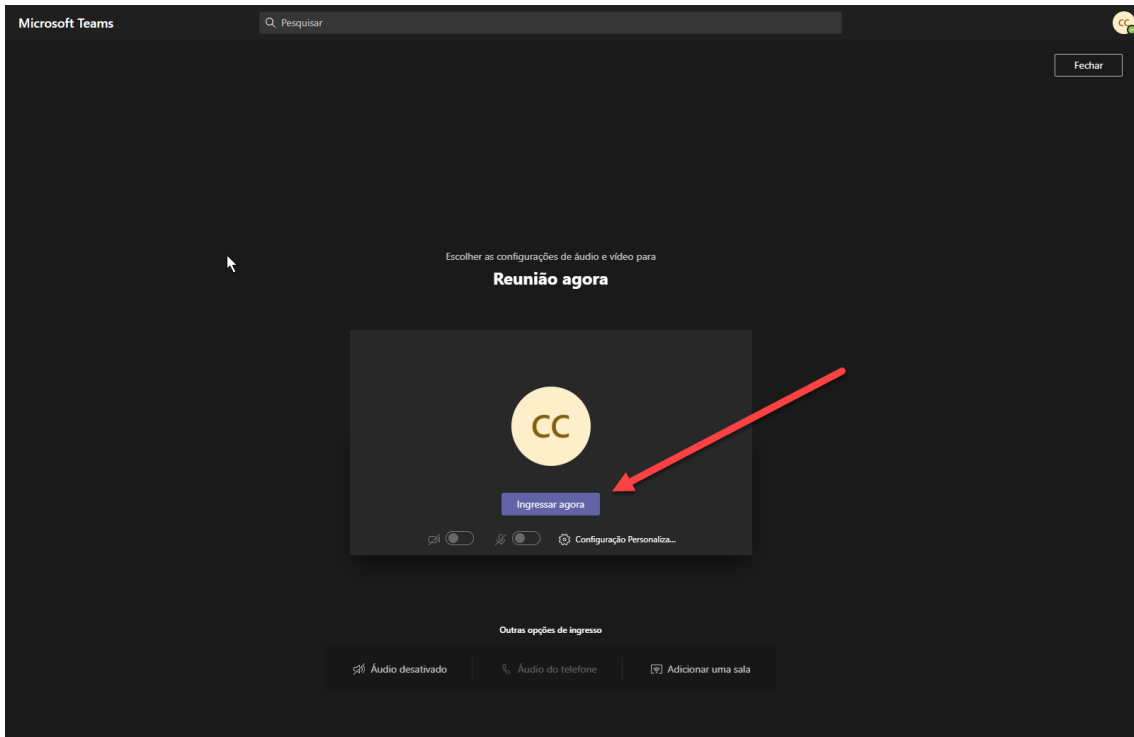 Microsoft Teams
Pesquisar
CC
Fechar
Escolher as configurações de áudio e vídeo para
Reunião agora
CC
Ingressar agora
Configuração Personaliza...
Outras opções de ingresso
Áudio desativado
Áudio do telefone
Adicionar uma sala